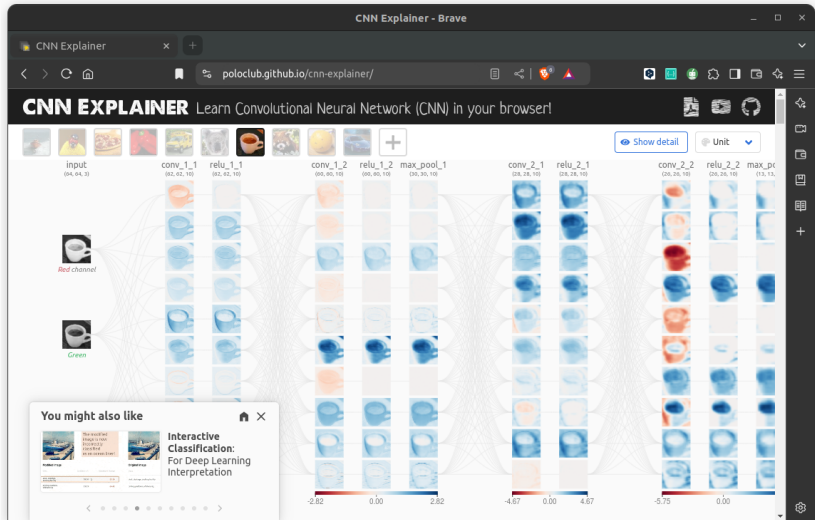 CNN Explainer - Brave
CNN Explainer
poloclub.github.io/cnn-explainer/
CNN EXPLAINER Learn Convolutional Neural Network (CNN) in your browser!
Show detail
Unit
input conv_1_1 relu_1_1 conv_1_2 relu_1_2 max_pool_1 conv_2_1 relu_2_1 conv_2_2 relu_2_2 max_po
(64, 64, 3) (62, 62, 10) (62, 62, 10) (60, 60, 10) (60, 60, 10) (30, 30, 10) (28, 28, 10) (28, 28, 10) (26, 26, 10) (26, 26, 10) (13, 13,
Red channel
Green
You might also like
Interactive
Classification:
For Deep Learning
Interpretation
-2.82 0.00 2.82 -4.67 0.00 4.67 -5.75 0.00